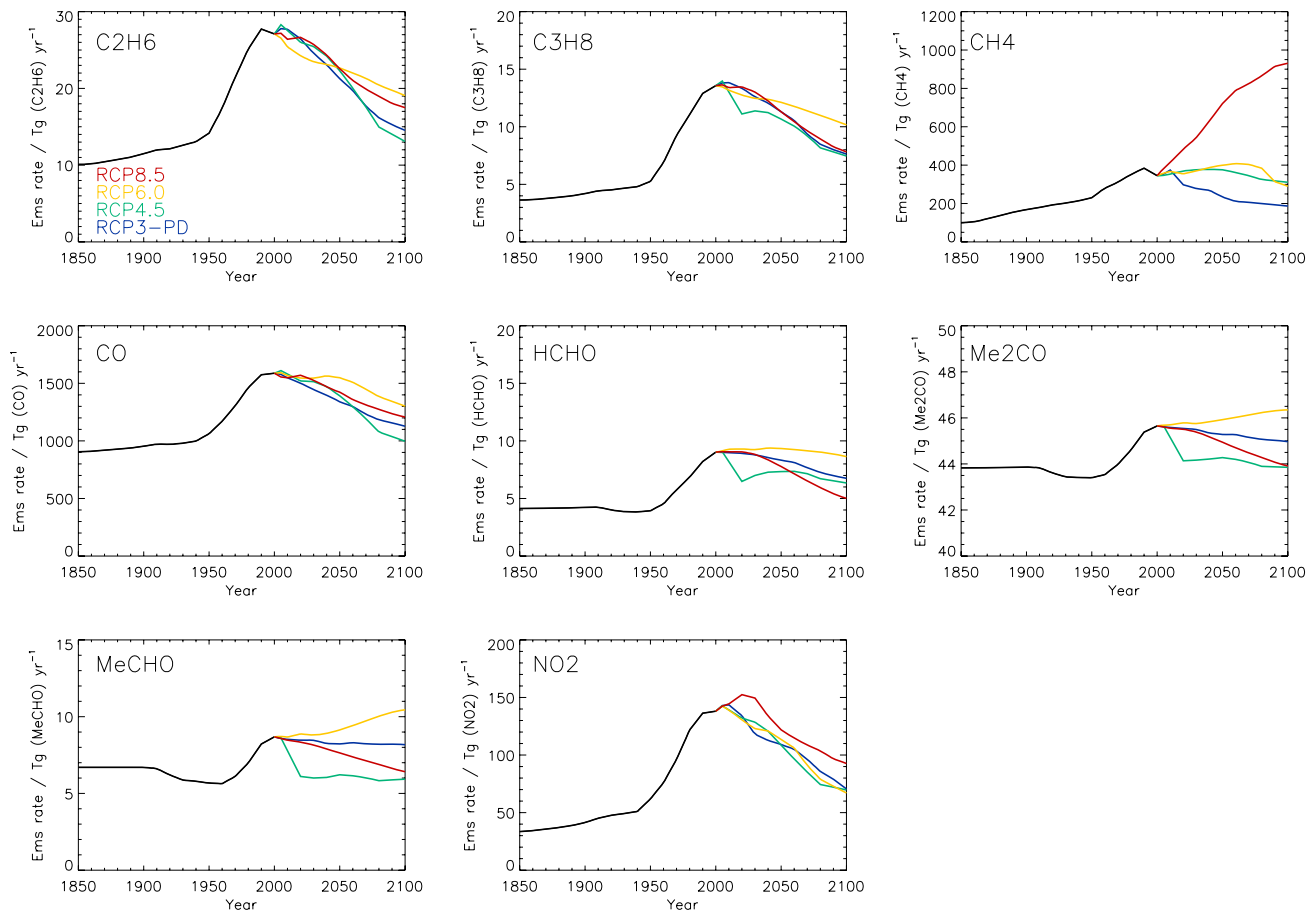 C2H6
Ems rate / Tg (C2H6) yr⁻¹
30
20
10
0
RCP8.5
RCP6.0
RCP4.5
RCP3-PD
1850 1900 1950 2000 2050 2100
Year
C3H8
Ems rate / Tg (C3H8) yr⁻¹
20
15
10
5
0
1850 1900 1950 2000 2050 2100
Year
CH4
Ems rate / Tg (CH4) yr⁻¹
1200
1000
800
600
400
200
0
1850 1900 1950 2000 2050 2100
Year
CO
Ems rate / Tg (CO) yr⁻¹
2000
1500
1000
500
0
1850 1900 1950 2000 2050 2100
Year
HCHO
Ems rate / Tg (HCHO) yr⁻¹
20
15
10
5
0
1850 1900 1950 2000 2050 2100
Year
Me2CO
Ems rate / Tg (Me2CO) yr⁻¹
50
48
46
44
42
40
1850 1900 1950 2000 2050 2100
Year
MeCHO
Ems rate / Tg (MeCHO) yr⁻¹
15
10
5
0
1850 1900 1950 2000 2050 2100
Year
NO2
Ems rate / Tg (NO2) yr⁻¹
200
150
100
50
0
1850 1900 1950 2000 2050 2100
Year